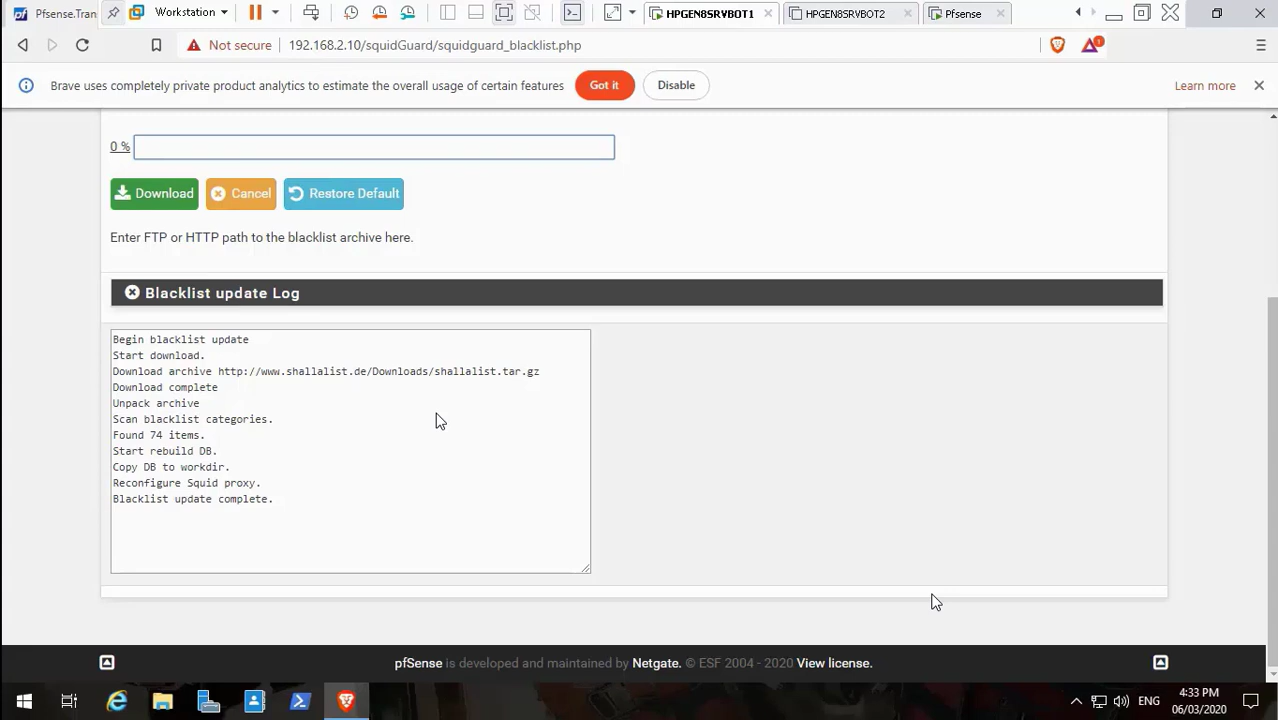 Pfsense.Tran
Workstation
HPGEN8SRVBOT1
HPGEN8SRVBOT2
Pfsense
Not secure
192.168.2.10/squidGuard/squidguard_blacklist.php
1
Brave uses completely private product analytics to estimate the overall usage of certain features
Got it
Disable
Learn more
0 %
Download
Cancel
Restore Default
Enter FTP or HTTP path to the blacklist archive here.
Blacklist update Log
Begin blacklist update
Start download.
Download archive http://www.shallalist.de/Downloads/shallalist.tar.gz
Download complete
Unpack archive
Scan blacklist categories.
Found 74 items.
Start rebuild DB.
Copy DB to workdir.
Reconfigure Squid proxy.
Blacklist update complete.
pfSense is developed and maintained by Netgate. © ESF 2004 - 2020 View license.
ENG
4:33 PM
06/03/2020